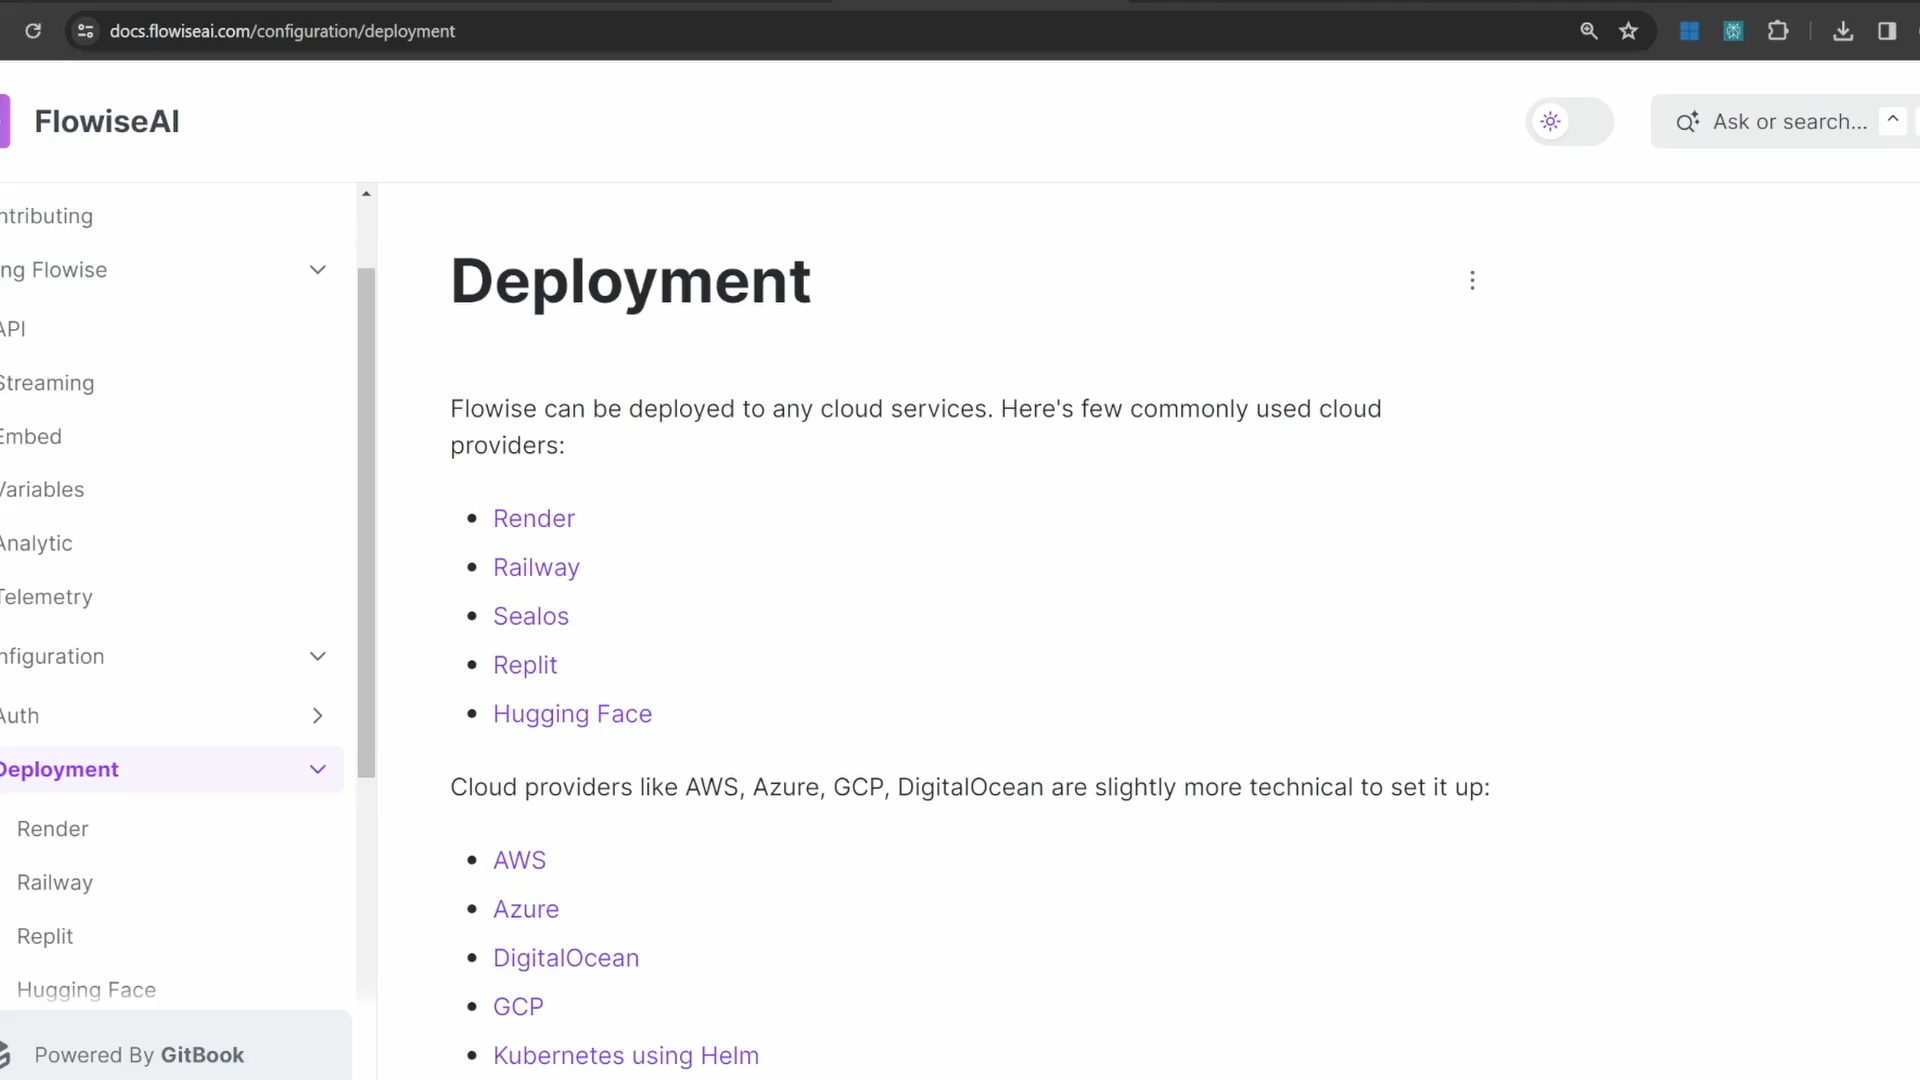 docs.flowiseai.com/configuration/deployment
FlowiseAI
Ask or search...
ntributing
ng Flowise
API
Streaming
Embed
Variables
Analytic
Telemetry
nfiguration
Auth
Deployment
Render
Railway
Replit
Hugging Face
Powered By GitBook
Deployment
Flowise can be deployed to any cloud services. Here's few commonly used cloud
providers:
• Render
• Railway
• Sealos
• Replit
• Hugging Face
Cloud providers like AWS, Azure, GCP, DigitalOcean are slightly more technical to set it up:
• AWS
• Azure
• DigitalOcean
• GCP
• Kubernetes using Helm